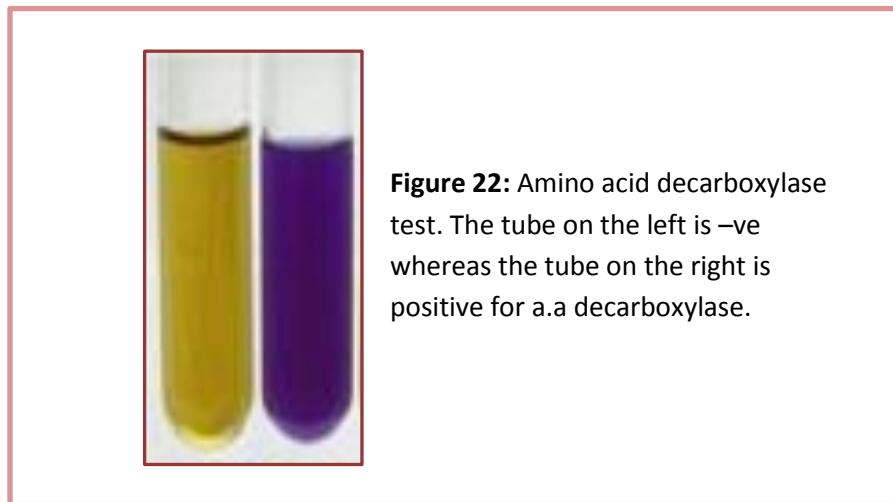 Figure 22: Amino acid decarboxylase
test. The tube on the left is –ve
whereas the tube on the right is
positive for a.a decarboxylase.